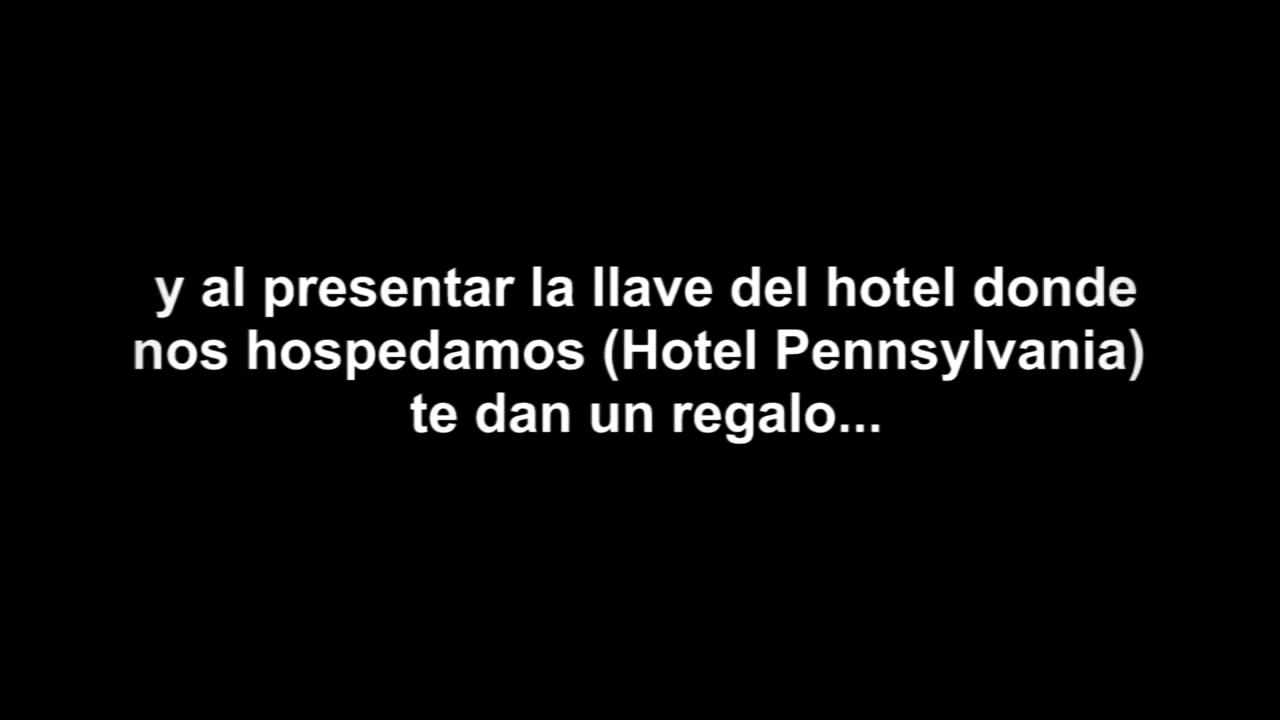 y al presentar la llave del hotel donde
nos hospedamos (Hotel Pennsylvania)
te dan un regalo...